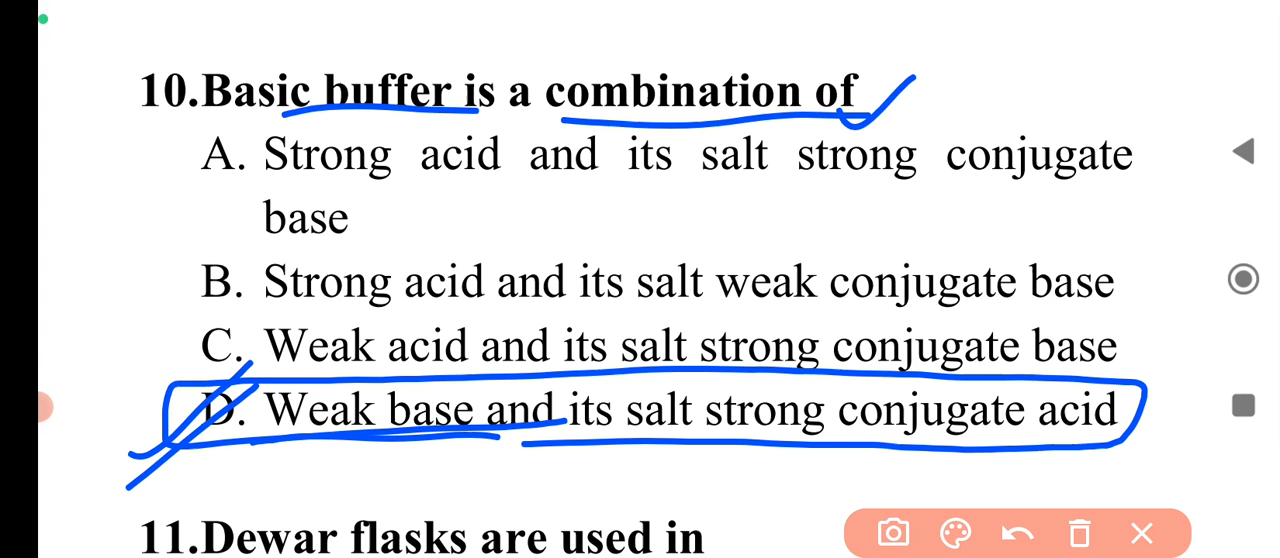 10.Basic buffer is a combination of
A. Strong acid and its salt strong conjugate
base
B. Strong acid and its salt weak conjugate base
C. Weak acid and its salt strong conjugate base
D. Weak base and its salt strong conjugate acid
11.Dewar flasks are used in